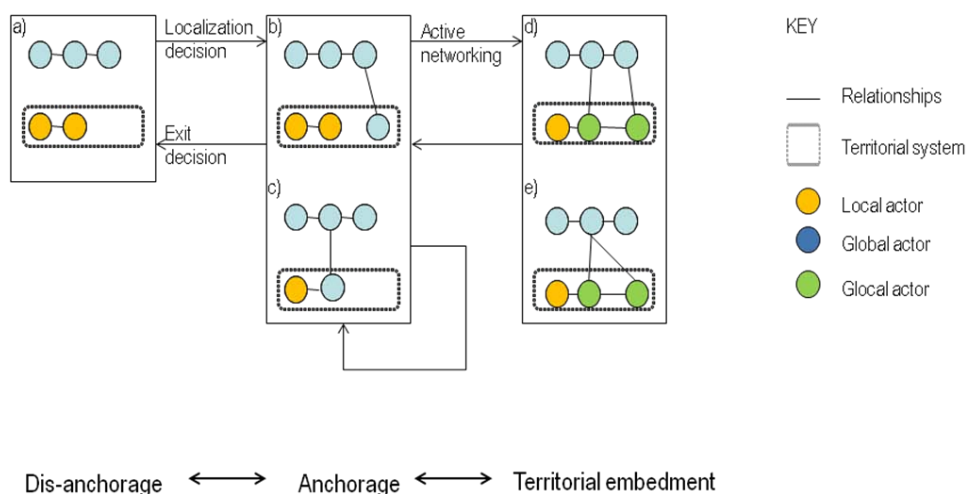 a)
Localization
decision
b)
Active
networking
d)
KEY
Relationships
Territorial system
Exit
decision
c)
e)
Local actor
Global actor
Glocal actor
Dis-anchorage
Anchorage
Territorial embedment